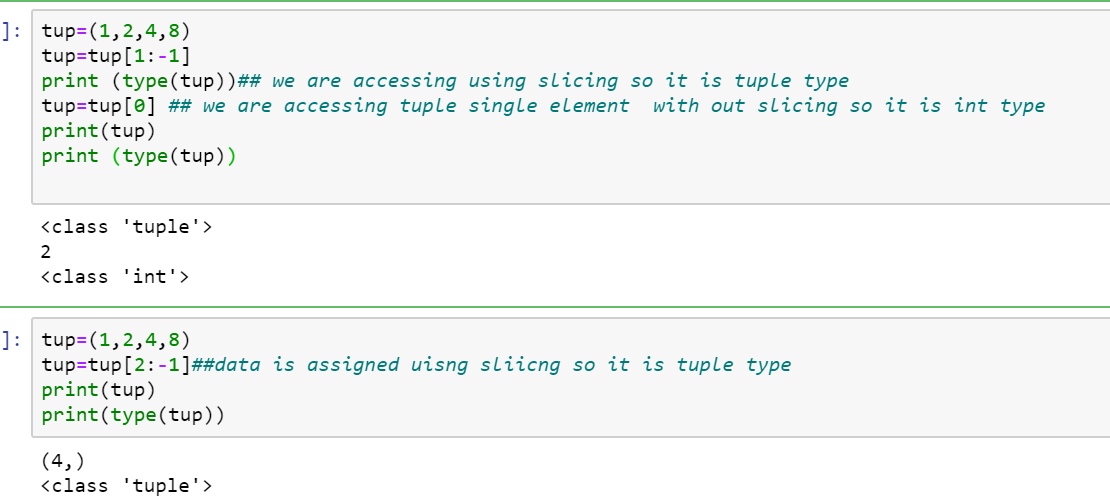 ]: tup=(1,2,4,8)
tup=tup[1:-1]
print (type(tup))## we are accessing using slicing so it is tuple type
tup=tup[0] ## we are accessing tuple single element  with out slicing so it is int type
print(tup)
print (type(tup))
<class 'tuple'>
2
<class 'int'>
]: tup=(1,2,4,8)
tup=tup[2:-1]##data is assigned uisng sliicng so it is tuple type
print(tup)
print(type(tup))
(4,)
<class 'tuple'>